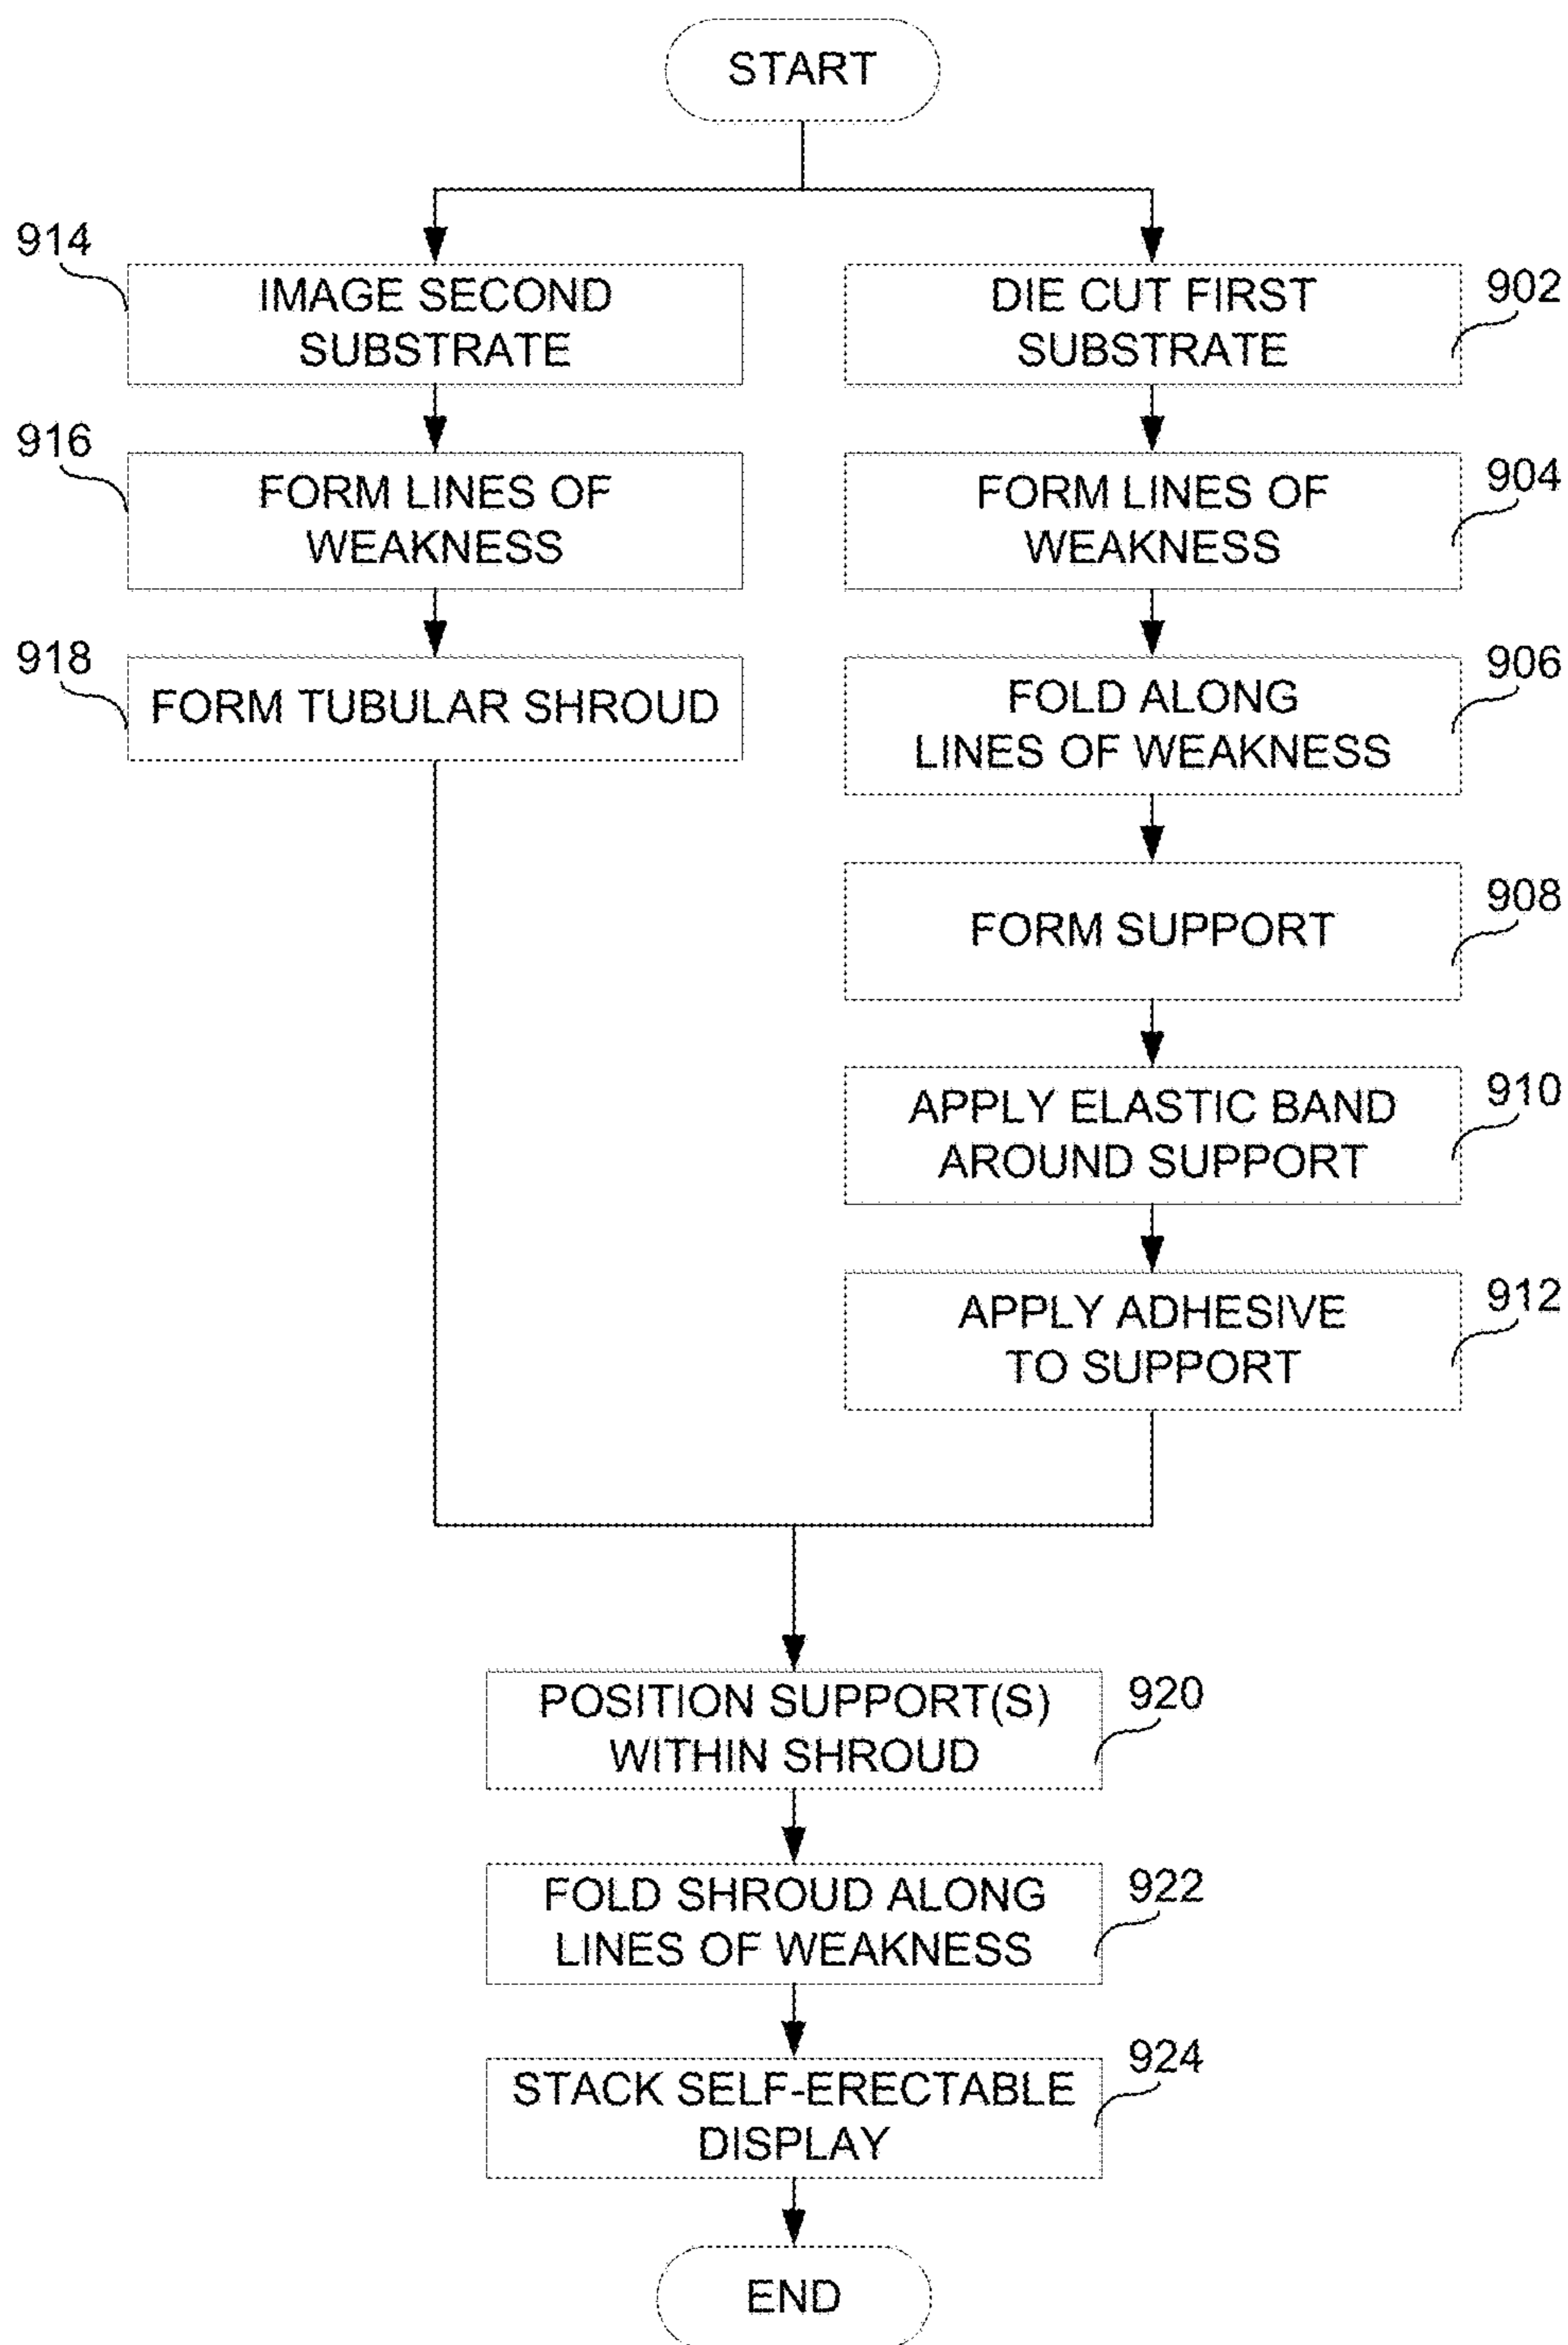 START
914
IMAGE SECOND
SUBSTRATE
DIE CUT FIRST
SUBSTRATE
902
916
FORM LINES OF
WEAKNESS
FORM LINES OF
WEAKNESS
904
918
FORM TUBULAR SHROUD
FOLD ALONG
LINES OF WEAKNESS
906
FORM SUPPORT
908
APPLY ELASTIC BAND
AROUND SUPPORT
910
APPLY ADHESIVE
TO SUPPORT
912
POSITION SUPPORT(S)
WITHIN SHROUD
920
FOLD SHROUD ALONG
LINES OF WEAKNESS
922
STACK SELF-ERECTABLE
DISPLAY
924
END